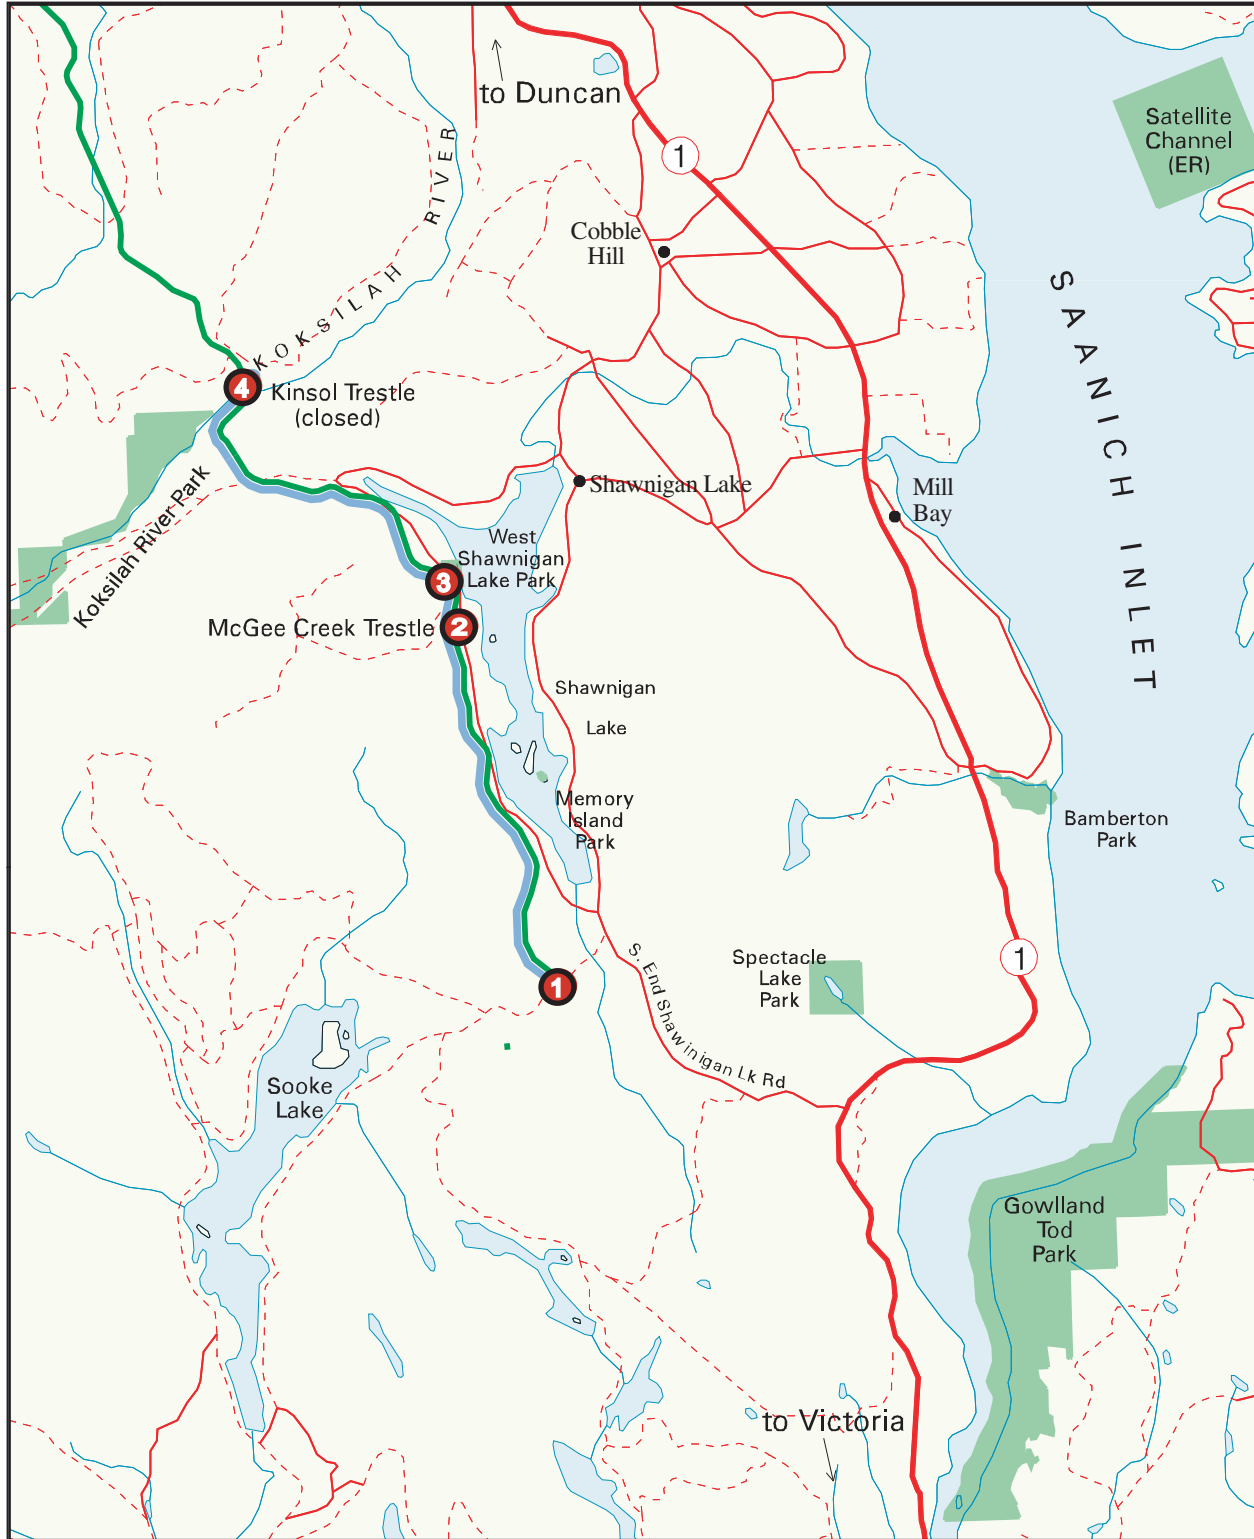 to Duncan
1
Satellite
Channel
(ER)
KOKSILAH RIVER
Cobble
Hill
SAANICH INLET
4
Kinsol Trestle
(closed)
Koksilah River Park
Shawnigan Lake
Mill
Bay
West
Shawnigan
Lake Park
3
McGee Creek Trestle
2
Shawnigan
Lake
Memory
Island
Park
Bamberton
Park
1
S. End Shawinigan Lk Rd
Spectacle
Lake
Park
1
Sooke
Lake
Gowlland
Tod
Park
to Victoria